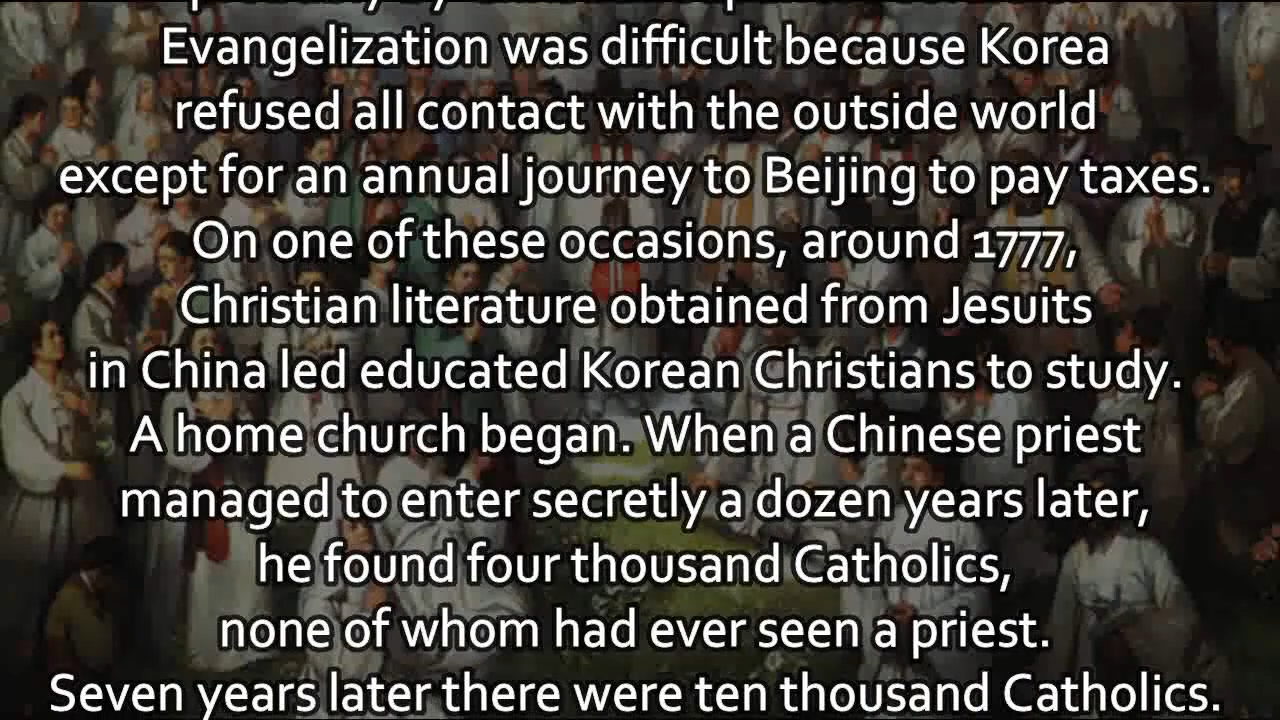 Evangelization was difficult because Korea
refused all contact with the outside world
except for an annual journey to Beijing to pay taxes.
On one of these occasions, around 1777,
Christian literature obtained from Jesuits
in China led educated Korean Christians to study.
A home church began. When a Chinese priest
managed to enter secretly a dozen years later,
he found four thousand Catholics,
none of whom had ever seen a priest.
Seven years later there were ten thousand Catholics.